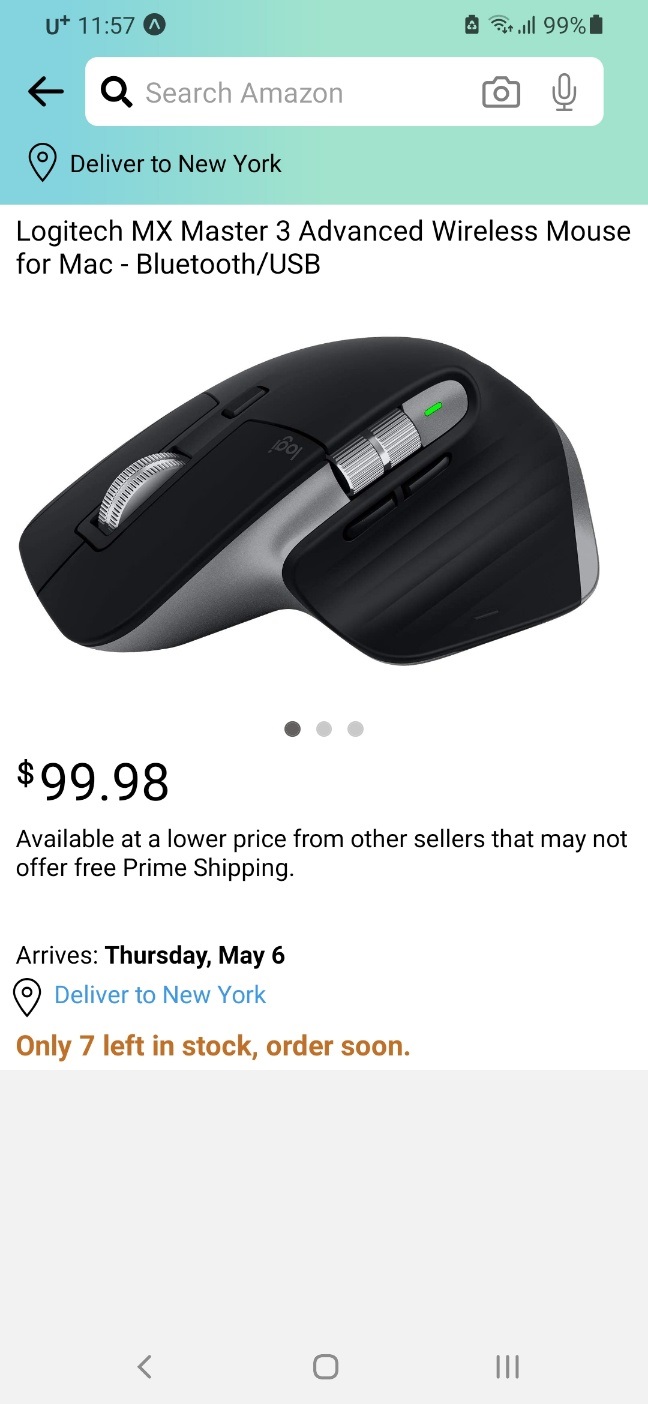 U+ 11:57 99%
Search Amazon
Deliver to New York
Logitech MX Master 3 Advanced Wireless Mouse
for Mac - Bluetooth/USB
logi
$99.98
Available at a lower price from other sellers that may not
offer free Prime Shipping.
Arrives: Thursday, May 6
Deliver to New York
Only 7 left in stock, order soon.